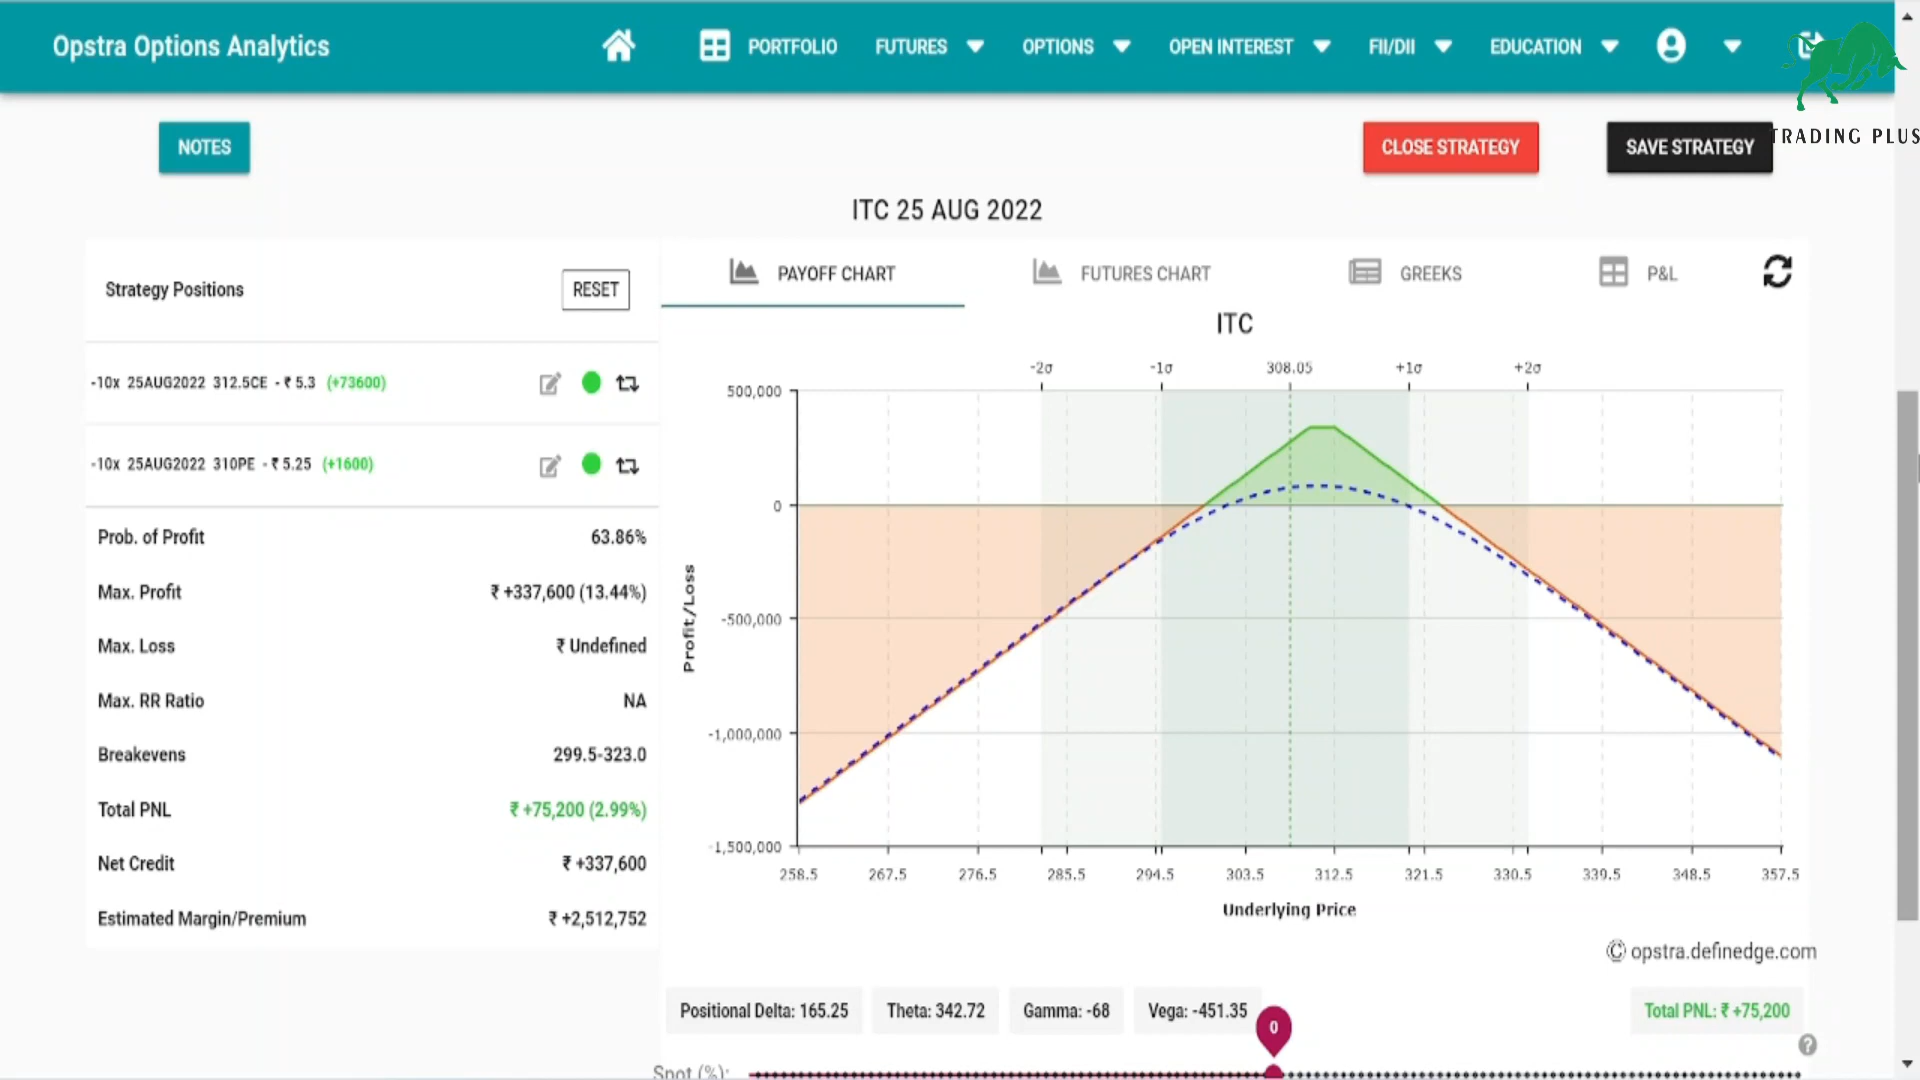 Opstra Options Analytics
PORTFOLIO FUTURES OPTIONS OPEN INTEREST FII/DII EDUCATION
TRADING PLUS
NOTES CLOSE STRATEGY SAVE STRATEGY
ITC 25 AUG 2022
Strategy Positions RESET
-10x 25AUG2022 312.5CE - ₹ 5.3 (+73600)
-10x 25AUG2022 310PE - ₹ 5.25 (+1600)
Prob. of Profit 63.86%
Max. Profit ₹ +337,600 (13.44%)
Max. Loss ₹ Undefined
Max. RR Ratio NA
Breakevens 299.5-323.0
Total PNL ₹ +75,200 (2.99%)
Net Credit ₹ +337,600
Estimated Margin/Premium ₹ +2,512,752
PAYOFF CHART FUTURES CHART GREEKS P&L
ITC
-2σ -1σ 308.05 +1σ +2σ
500,000
0
-500,000
-1,000,000
-1,500,000
Profit/Loss
258.5 267.5 276.5 285.5 294.5 303.5 312.5 321.5 330.5 339.5 348.5 357.5
Underlying Price
© opstra.definedge.com
Positional Delta: 165.25 Theta: 342.72 Gamma: -68 Vega: -451.35 Total PNL: ₹ +75,200
0
?
Spot (%):